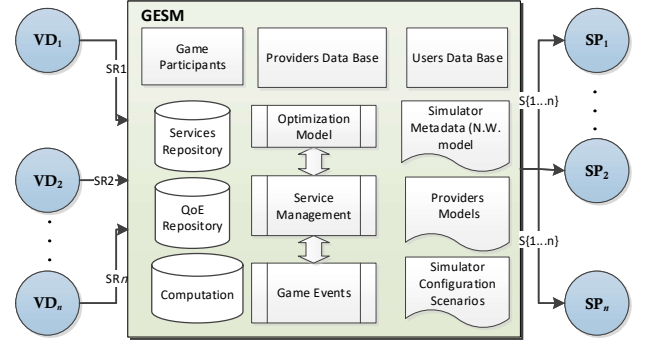 GESM
VD1
SR1
Game
Participants
Providers Data Base
Users Data Base
SP1
S{1...n}
Services
Repository
Optimization
Model
Simulator
Metadata (N.W.
model
VD2
SR2
SP2
QoE
Repository
Service
Management
Providers
Models
S{1...n}
SRn
Computation
Game Events
Simulator
Configuration
Scenarios
VDn
SPn